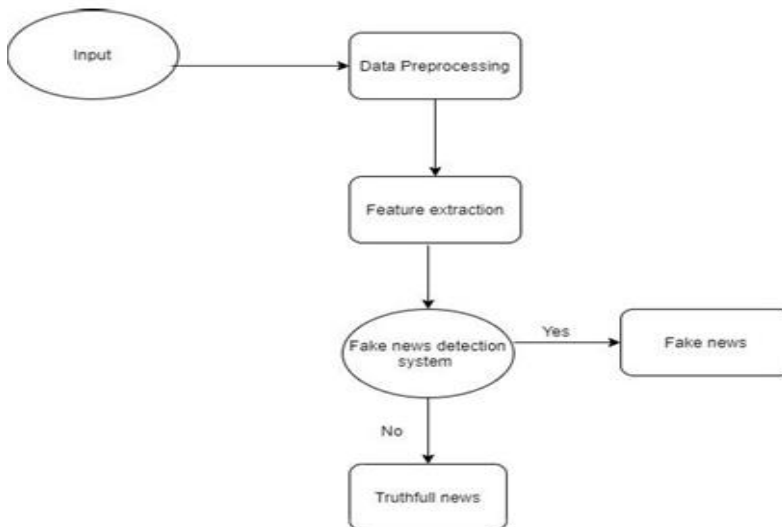 Input
Data Preprocessing
Feature extraction
Fake news detection
system
Yes
Fake news
No
Truthfull news